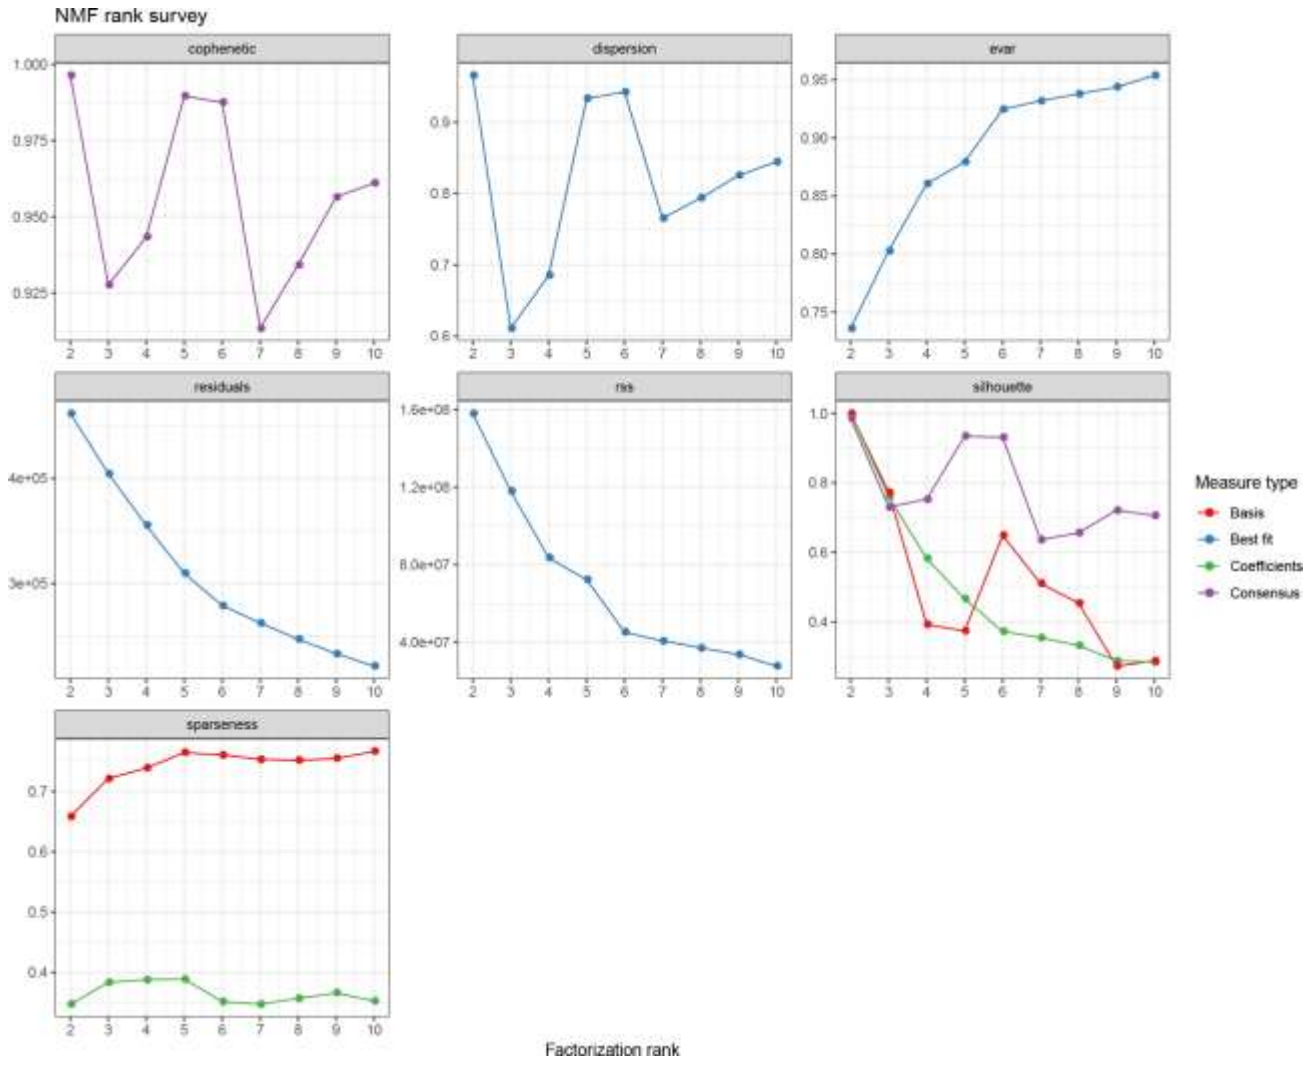 NMF rank survey
cophenetic
dispersion
evar
1.000
0.975
0.950
0.925
2 3 4 5 6 7 8 9 10
0.9
0.8
0.7
0.6
2 3 4 5 6 7 8 9 10
0.95
0.90
0.85
0.80
0.75
2 3 4 5 6 7 8 9 10
residuals
rss
silhouette
4e+05
3e+05
2 3 4 5 6 7 8 9 10
1.6e+08
1.2e+08
8.0e+07
4.0e+07
2 3 4 5 6 7 8 9 10
1.0
0.8
0.6
0.4
2 3 4 5 6 7 8 9 10
Measure type
Basis
Best fit
Coefficients
Consensus
sparseness
0.7
0.6
0.5
0.4
2 3 4 5 6 7 8 9 10
Factorization rank